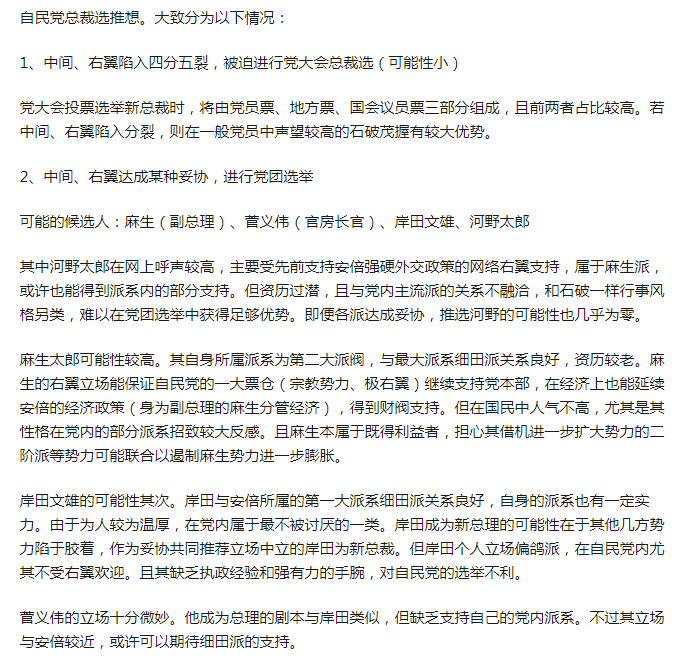 自民党总裁选推想。大致分为以下情况：
1、中间、右翼陷入四分五裂，被迫进行党大会总裁选（可能性小）
党大会投票选举新总裁时，将由党员票、地方票、国会议员票三部分组成，且前两者占比较高。若
中间、右翼陷入分裂，则在一般党员中声望较高的石破茂握有较大优势。
2、中间、右翼达成某种妥协，进行党团选举
可能的候选人：麻生（副总理）、菅义伟（官房长官）、岸田文雄、河野太郎
其中河野太郎在网上呼声较高，主要受先前支持安倍强硬外交政策的网络右翼支持，属于麻生派，
或许也能得到派系内的部分支持。但资历过潜，且与党内主流派的关系不融洽，和石破一样行事风
格另类，难以在党团选举中获得足够优势。即便各派达成妥协，推选河野的可能性也几乎为零。
麻生太郎可能性较高。其自身所属派系为第二大派阀，与最大派系细田派关系良好，资历较老。麻
生的右翼立场能保证自民党的一大票仓（宗教势力、极右翼）继续支持党本部，在经济上也能延续
安倍的经济政策（身为副总理的麻生分管经济），得到财阀支持。但在国民中人气不高，尤其是其
性格在党内的部分派系招致较大反感。且麻生本属于既得利益者，担心其借机进一步扩大势力的二
阶派等势力可能联合以遏制麻生势力进一步膨胀。
岸田文雄的可能性其次。岸田与安倍所属的第一大派系细田派关系良好，自身的派系也有一定实
力。由于为人较为温厚，在党内属于最不被讨厌的一类。岸田成为新总理的可能性在于其他几方势
力陷于胶着，作为妥协共同推荐立场中立的岸田为新总裁。但岸田个人立场偏鸽派，在自民党内尤
其不受右翼欢迎。且其缺乏执政经验和强有力的手腕，对自民党的选举不利。
菅义伟的立场十分微妙。他成为总理的剧本与岸田类似，但缺乏支持自己的党内派系。不过其立场
与安倍较近，或许可以期待细田派的支持。